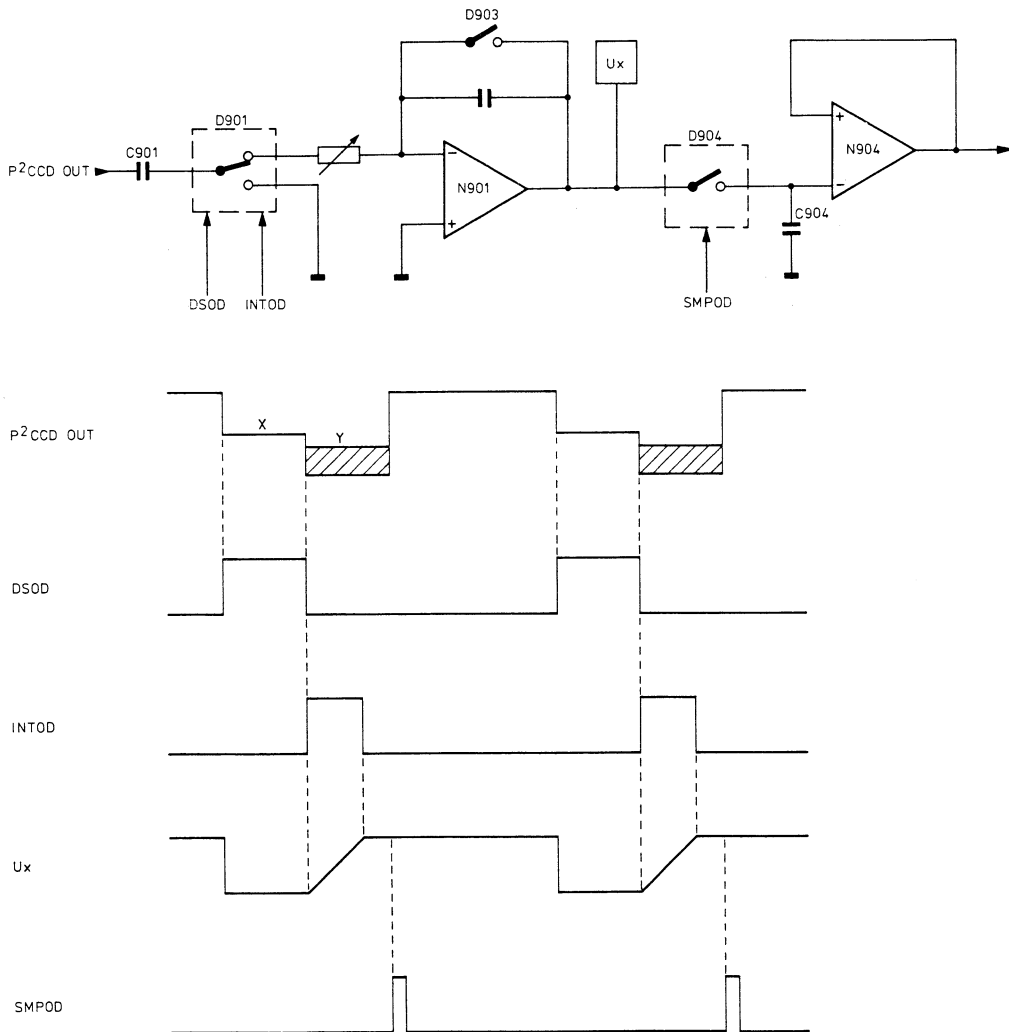 D903
Ux
D901
D904
C901
P²CCD OUT
−
+
N901
+
−
N904
C904
DSOD
INTOD
SMPOD
P²CCD OUT
X
Y
DSOD
INTOD
Ux
SMPOD